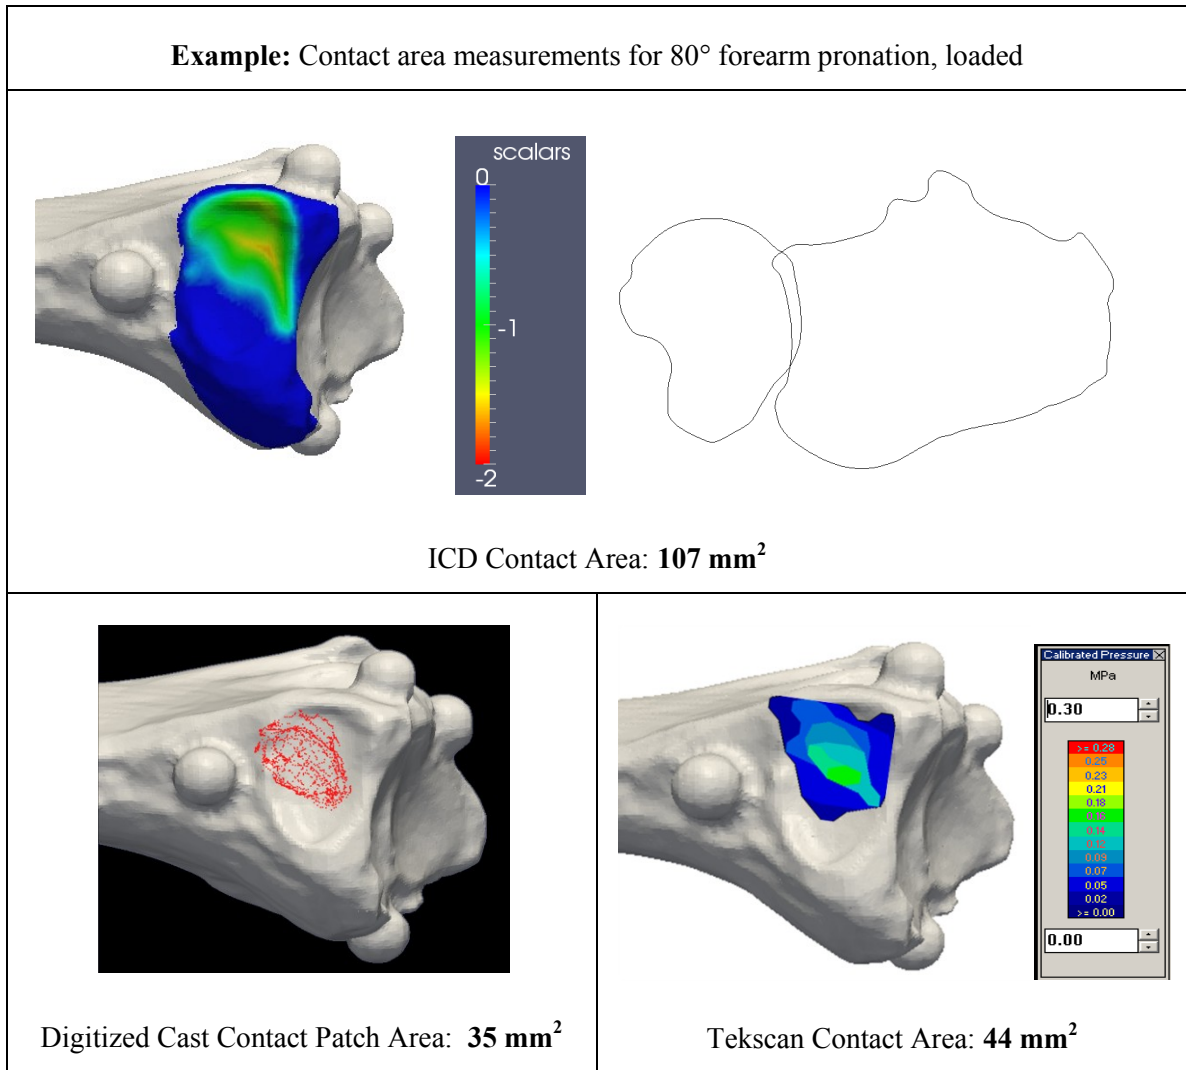 Example: Contact area measurements for 80° forearm pronation, loaded
scalars
0
-1
-2
ICD Contact Area: 107 mm²
Digitized Cast Contact Patch Area: 35 mm²
Calibrated Pressure
MPa
0.30
>= 0.28
0.25
0.23
0.21
0.18
0.16
0.14
0.12
0.09
0.07
0.05
0.02
>= 0.00
0.00
Tekscan Contact Area: 44 mm²